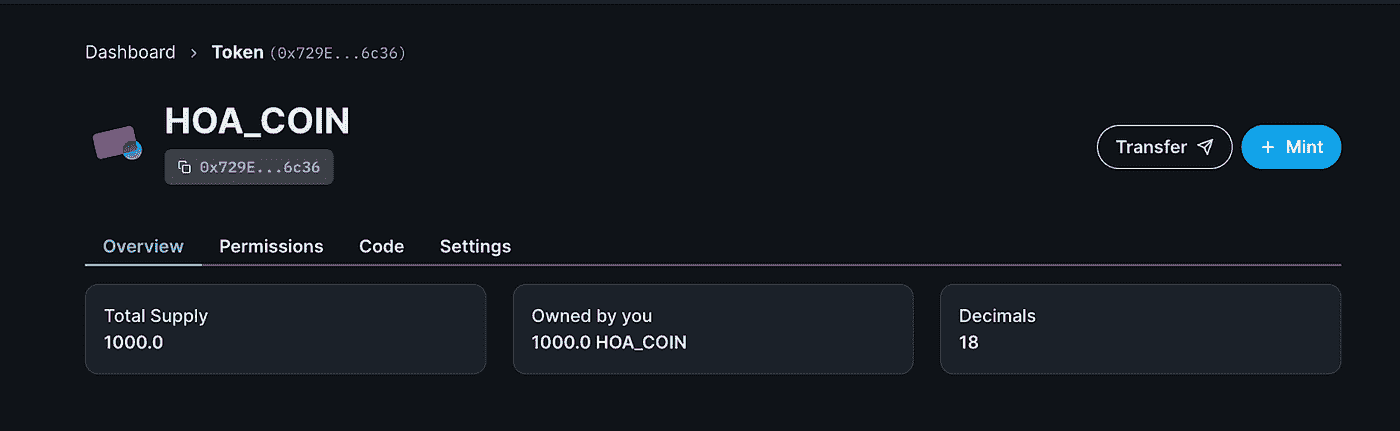 Dashboard > Token (0x729E...6c36)
HOA_COIN
0x729E...6c36
Transfer
+ Mint
Overview Permissions Code Settings
Total Supply
1000.0
Owned by you
1000.0 HOA_COIN
Decimals
18